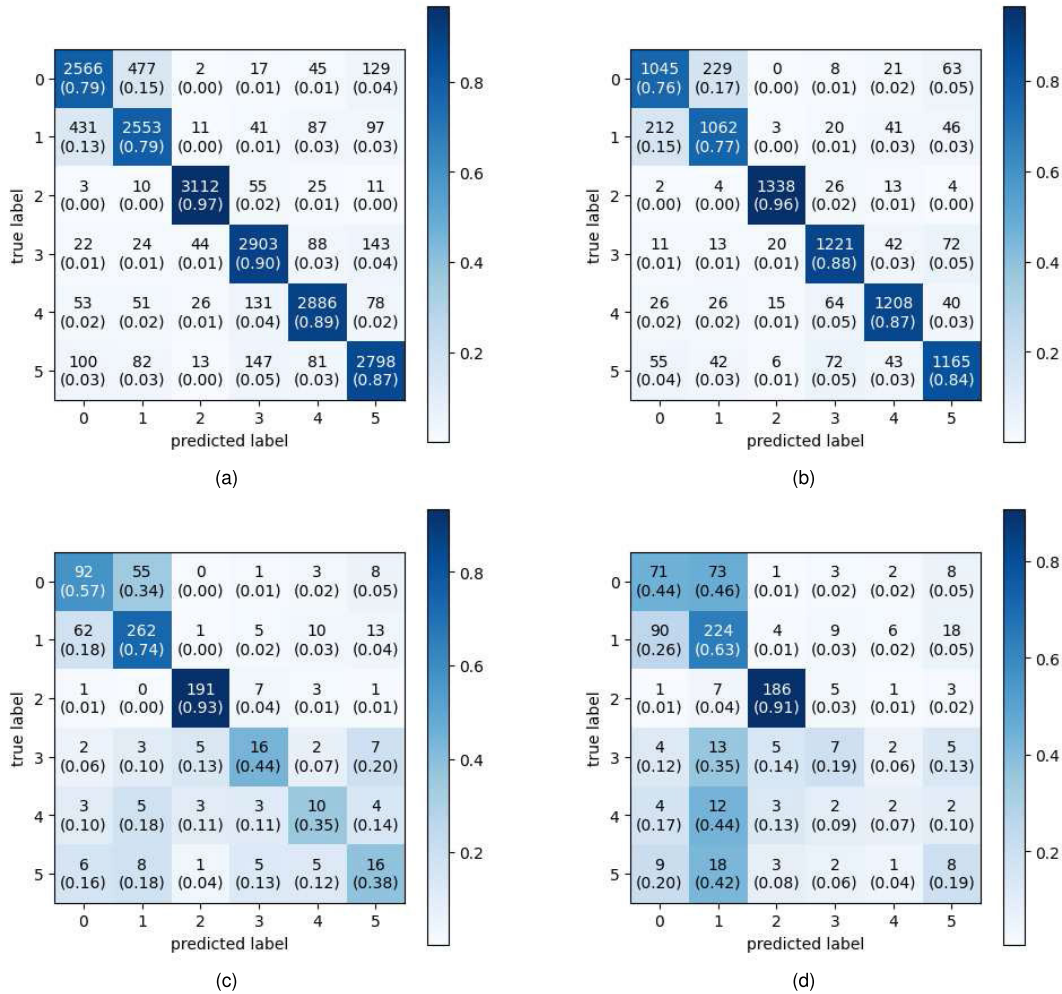 0 2566 477 2 17 45 129
(0.79) (0.15) (0.00) (0.01) (0.01) (0.04)
1 431 2553 11 41 87 97
(0.13) (0.79) (0.00) (0.01) (0.03) (0.03)
2 3 10 3112 55 25 11
(0.00) (0.00) (0.97) (0.02) (0.01) (0.00)
3 22 24 44 2903 88 143
(0.01) (0.01) (0.01) (0.90) (0.03) (0.04)
4 53 51 26 131 2886 78
(0.02) (0.02) (0.01) (0.04) (0.89) (0.02)
5 100 82 13 147 81 2798
(0.03) (0.03) (0.00) (0.05) (0.03) (0.87)
0 1 2 3 4 5
predicted label
true label
0.8
0.6
0.4
0.2
(a)
0 1045 229 0 8 21 63
(0.76) (0.17) (0.00) (0.01) (0.02) (0.05)
1 212 1062 3 20 41 46
(0.15) (0.77) (0.00) (0.01) (0.03) (0.03)
2 2 4 1338 26 13 4
(0.00) (0.00) (0.96) (0.02) (0.01) (0.00)
3 11 13 20 1221 42 72
(0.01) (0.01) (0.01) (0.88) (0.03) (0.05)
4 26 26 15 64 1208 40
(0.02) (0.02) (0.01) (0.05) (0.87) (0.03)
5 55 42 6 72 43 1165
(0.04) (0.03) (0.01) (0.05) (0.03) (0.84)
0 1 2 3 4 5
predicted label
true label
0.8
0.6
0.4
0.2
(b)
0 92 55 0 1 3 8
(0.57) (0.34) (0.00) (0.01) (0.02) (0.05)
1 62 262 1 5 10 13
(0.18) (0.74) (0.00) (0.02) (0.03) (0.04)
2 1 0 191 7 3 1
(0.01) (0.00) (0.93) (0.04) (0.01) (0.01)
3 2 3 5 16 2 7
(0.06) (0.10) (0.13) (0.44) (0.07) (0.20)
4 3 5 3 3 10 4
(0.10) (0.18) (0.11) (0.11) (0.35) (0.14)
5 6 8 1 5 5 16
(0.16) (0.18) (0.04) (0.13) (0.12) (0.38)
0 1 2 3 4 5
predicted label
true label
0.8
0.6
0.4
0.2
(c)
0 71 73 1 3 2 8
(0.44) (0.46) (0.01) (0.02) (0.02) (0.05)
1 90 224 4 9 6 18
(0.26) (0.63) (0.01) (0.03) (0.02) (0.05)
2 1 7 186 5 1 3
(0.01) (0.04) (0.91) (0.03) (0.01) (0.02)
3 4 13 5 7 2 5
(0.12) (0.35) (0.14) (0.19) (0.06) (0.13)
4 4 12 3 2 2 2
(0.17) (0.44) (0.13) (0.09) (0.07) (0.10)
5 9 18 3 2 1 8
(0.20) (0.42) (0.08) (0.06) (0.04) (0.19)
0 1 2 3 4 5
predicted label
true label
0.8
0.6
0.4
0.2
(d)